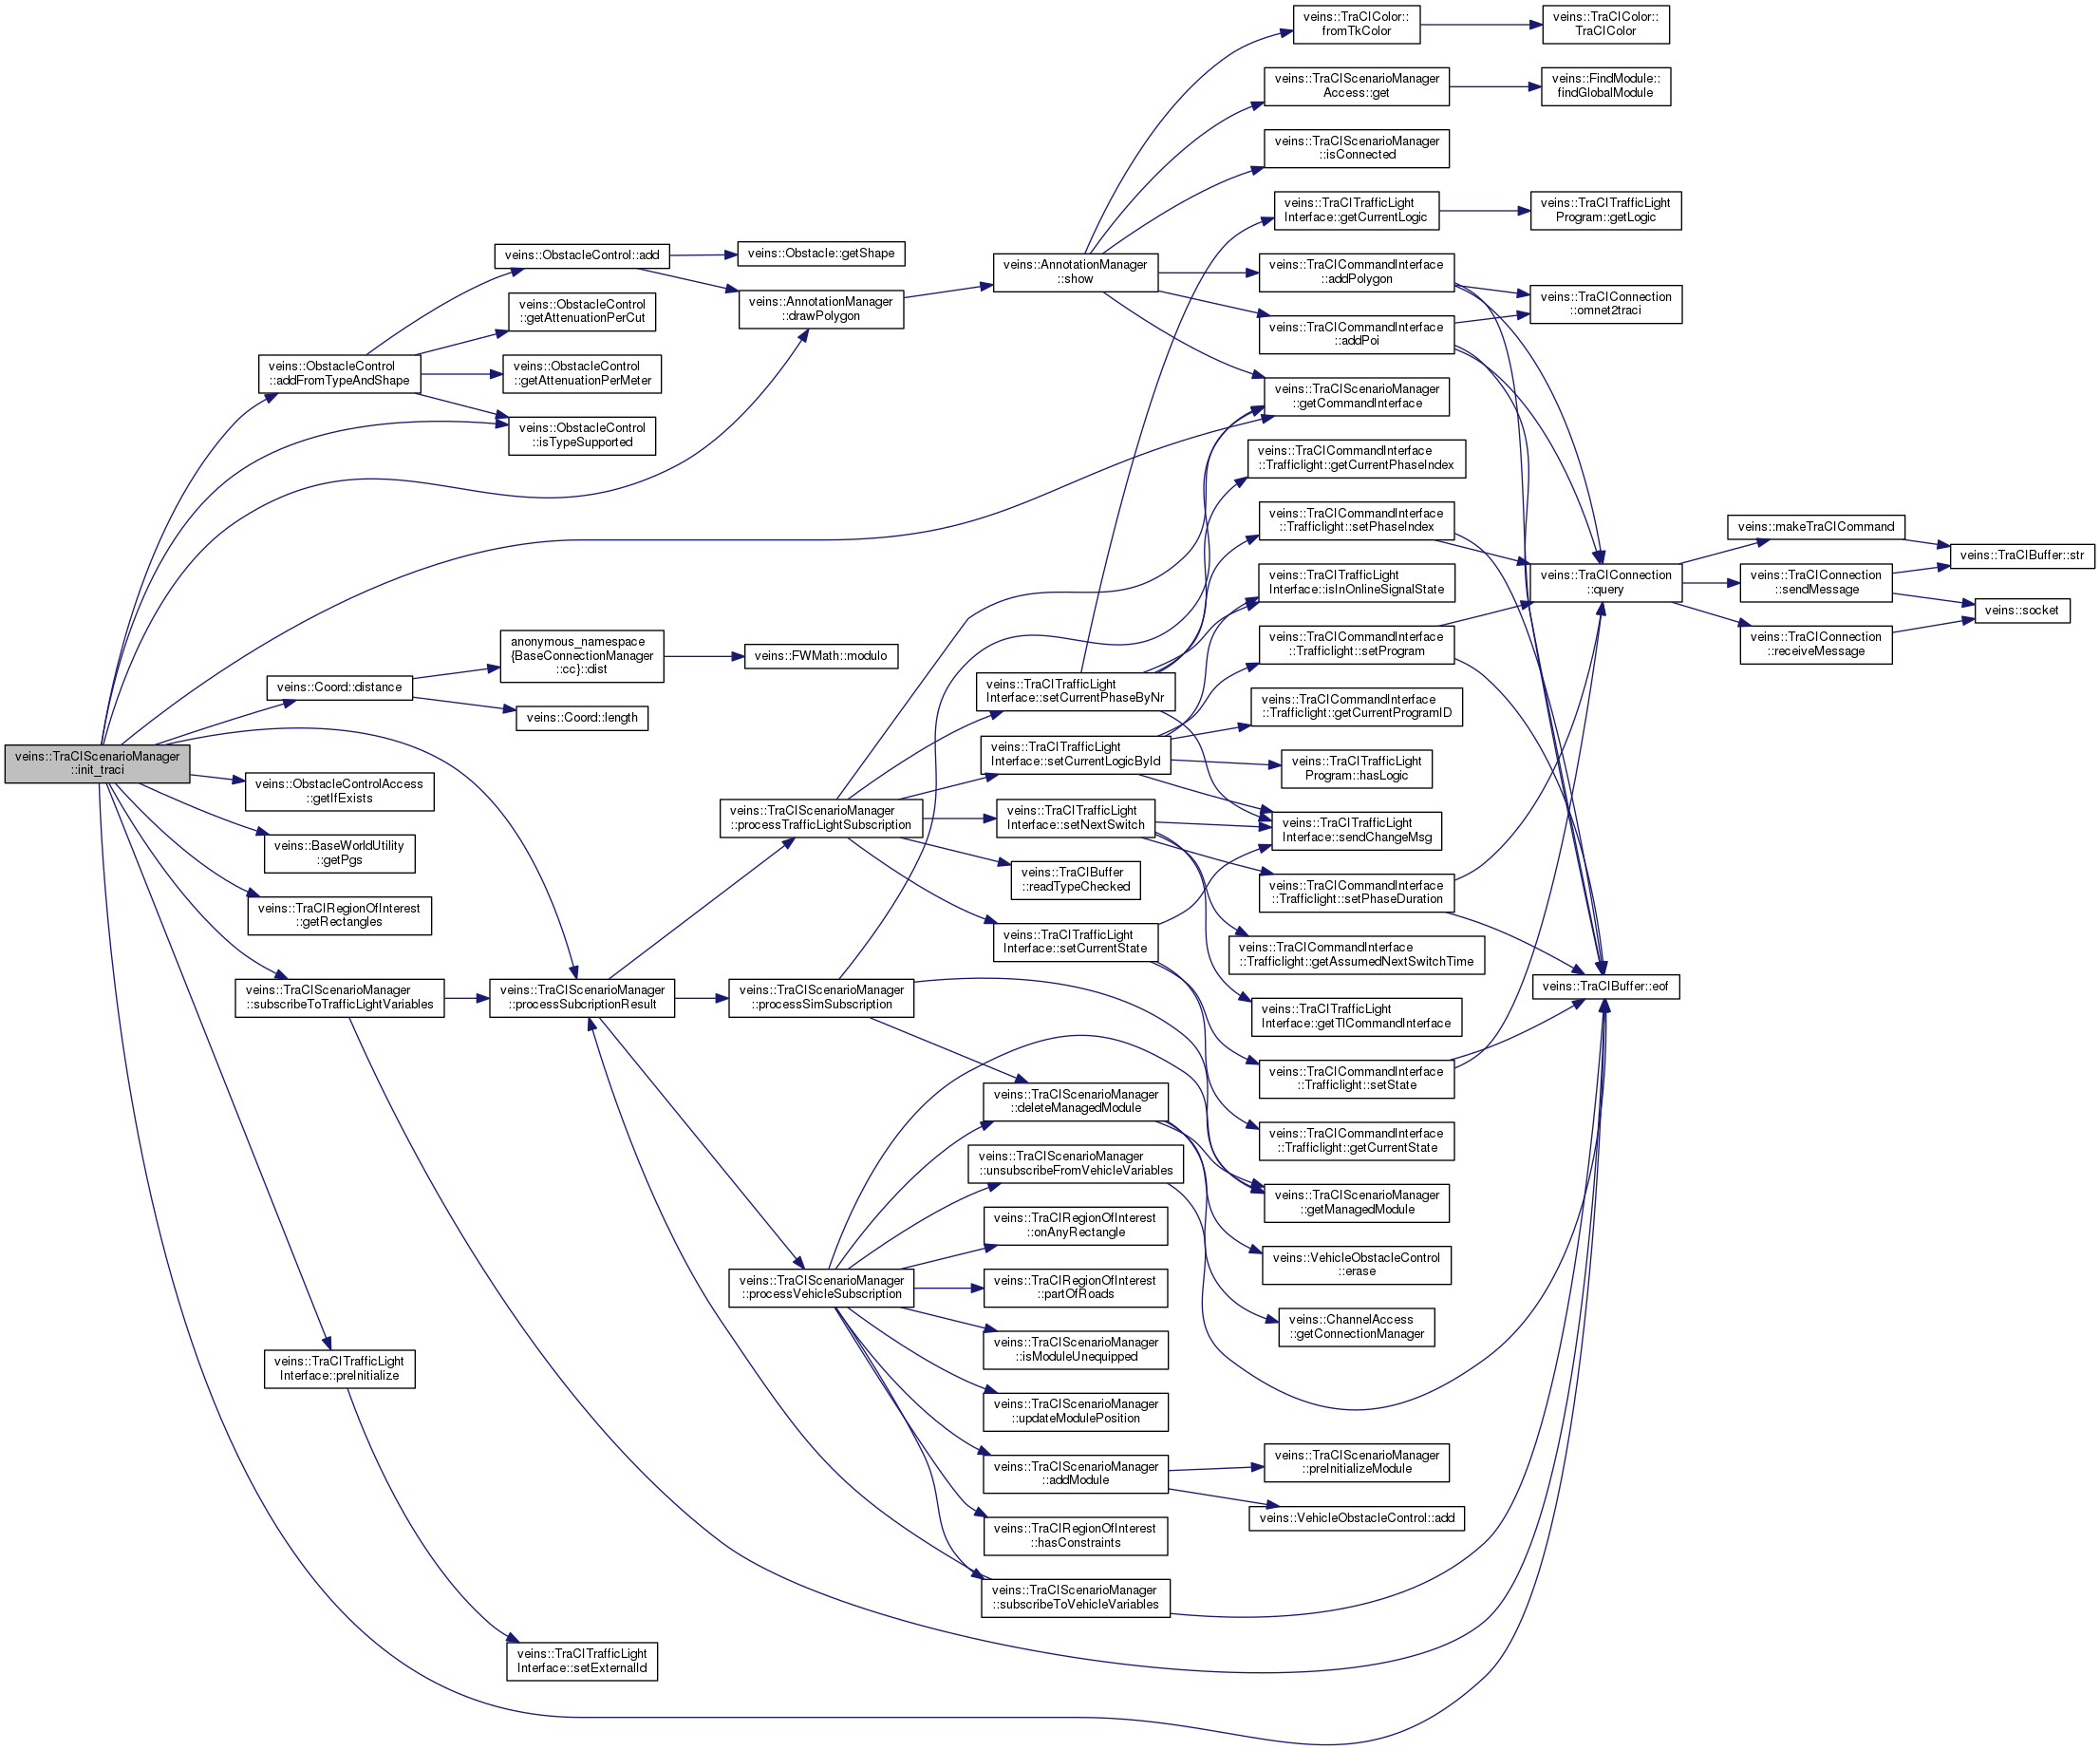 veins::TraCIScenarioManager
::init_traci
veins::ObstacleControl
::addFromTypeAndShape
veins::Coord::distance
veins::ObstacleControlAccess
::getIfExists
veins::BaseWorldUtility
::getPgs
veins::TraCIRegionOfInterest
::getRectangles
veins::TraCIScenarioManager
::subscribeToTrafficLightVariables
veins::TraCITrafficLight
Interface::preInitialize
veins::ObstacleControl::add
veins::ObstacleControl
::getAttenuationPerCut
veins::ObstacleControl
::getAttenuationPerMeter
veins::ObstacleControl
::isTypeSupported
anonymous_namespace
{BaseConnectionManager
::cc}::dist
veins::Coord::length
veins::TraCIScenarioManager
::processSubcriptionResult
veins::TraCITrafficLight
Interface::setExternalId
veins::Obstacle::getShape
veins::AnnotationManager
::drawPolygon
veins::FWMath::modulo
veins::TraCIScenarioManager
::processTrafficLightSubscription
veins::TraCIScenarioManager
::processSimSubscription
veins::TraCIScenarioManager
::processVehicleSubscription
veins::AnnotationManager
::show
veins::TraCITrafficLight
Interface::setCurrentPhaseByNr
veins::TraCITrafficLight
Interface::setCurrentLogicById
veins::TraCITrafficLight
Interface::setNextSwitch
veins::TraCIBuffer
::readTypeChecked
veins::TraCITrafficLight
Interface::setCurrentState
veins::TraCIScenarioManager
::deleteManagedModule
veins::TraCIScenarioManager
::unsubscribeFromVehicleVariables
veins::TraCIRegionOfInterest
::onAnyRectangle
veins::TraCIRegionOfInterest
::partOfRoads
veins::TraCIScenarioManager
::isModuleUnequipped
veins::TraCIScenarioManager
::updateModulePosition
veins::TraCIScenarioManager
::addModule
veins::TraCIRegionOfInterest
::hasConstraints
veins::TraCIScenarioManager
::subscribeToVehicleVariables
veins::TraCIColor::
fromTkColor
veins::TraCIScenarioManager
Access::get
veins::TraCIScenarioManager
::isConnected
veins::TraCITrafficLight
Interface::getCurrentLogic
veins::TraCICommandInterface
::addPolygon
veins::TraCICommandInterface
::addPoi
veins::TraCIScenarioManager
::getCommandInterface
veins::TraCICommandInterface
::Trafficlight::getCurrentPhaseIndex
veins::TraCICommandInterface
::Trafficlight::setPhaseIndex
veins::TraCITrafficLight
Interface::isInOnlineSignalState
veins::TraCICommandInterface
::Trafficlight::setProgram
veins::TraCICommandInterface
::Trafficlight::getCurrentProgramID
veins::TraCITrafficLight
Program::hasLogic
veins::TraCITrafficLight
Interface::sendChangeMsg
veins::TraCICommandInterface
::Trafficlight::setPhaseDuration
veins::TraCICommandInterface
::Trafficlight::getAssumedNextSwitchTime
veins::TraCITrafficLight
Interface::getTlCommandInterface
veins::TraCICommandInterface
::Trafficlight::setState
veins::TraCICommandInterface
::Trafficlight::getCurrentState
veins::TraCIScenarioManager
::getManagedModule
veins::VehicleObstacleControl
::erase
veins::ChannelAccess
::getConnectionManager
veins::TraCIScenarioManager
::preInitializeModule
veins::VehicleObstacleControl::add
veins::TraCIColor::
TraCIColor
veins::FindModule::
findGlobalModule
veins::TraCITrafficLight
Program::getLogic
veins::TraCIConnection
::omnet2traci
veins::TraCIConnection
::query
veins::TraCIBuffer::eof
veins::makeTraCICommand
veins::TraCIConnection
::sendMessage
veins::TraCIConnection
::receiveMessage
veins::TraCIBuffer::str
veins::socket